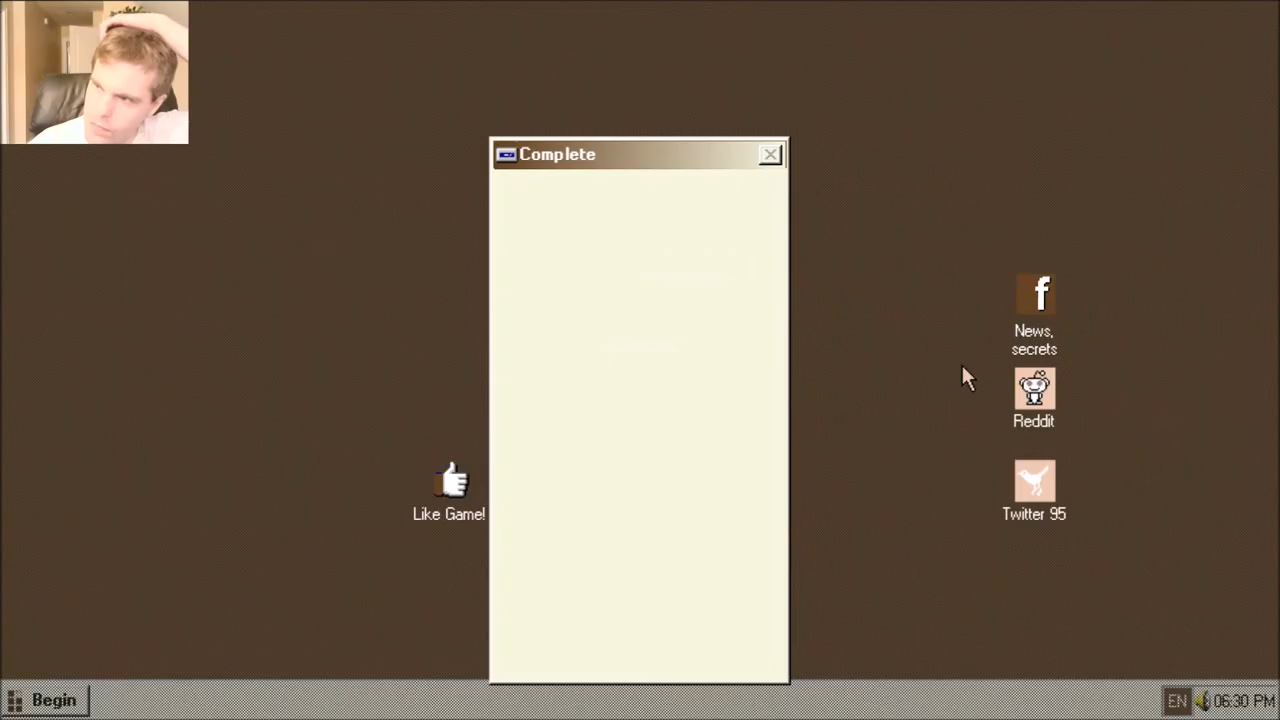 Complete
f
News,
secrets
Reddit
Like Game!
Twitter 95
Begin
EN
06:30 PM